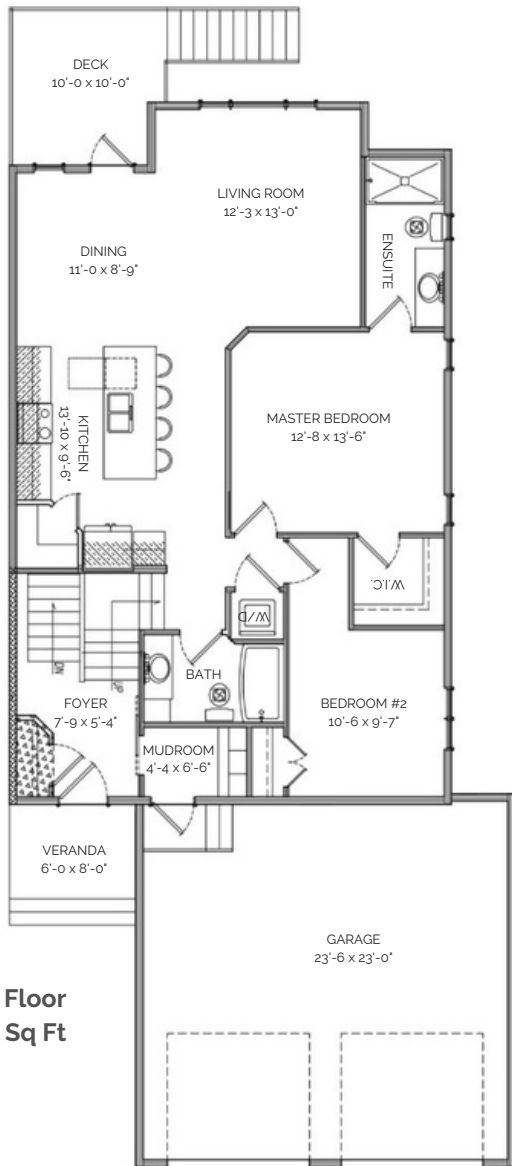 DECK
10'-0 x 10'-0"
LIVING ROOM
12'-3 x 13'-0"
DINING
11'-0 x 8'-9"
ENSUITE
KITCHEN
13'-10 x 9'-6"
MASTER BEDROOM
12'-8 x 13'-6"
W.I.C.
W/D
DN
UP
BATH
FOYER
7'-9 x 5'-4"
BEDROOM #2
10'-6 x 9'-7"
MUDROOM
4'-4 x 6'-6"
VERANDA
6'-0 x 8'-0"
GARAGE
23'-6 x 23'-0"
Floor
Sq Ft